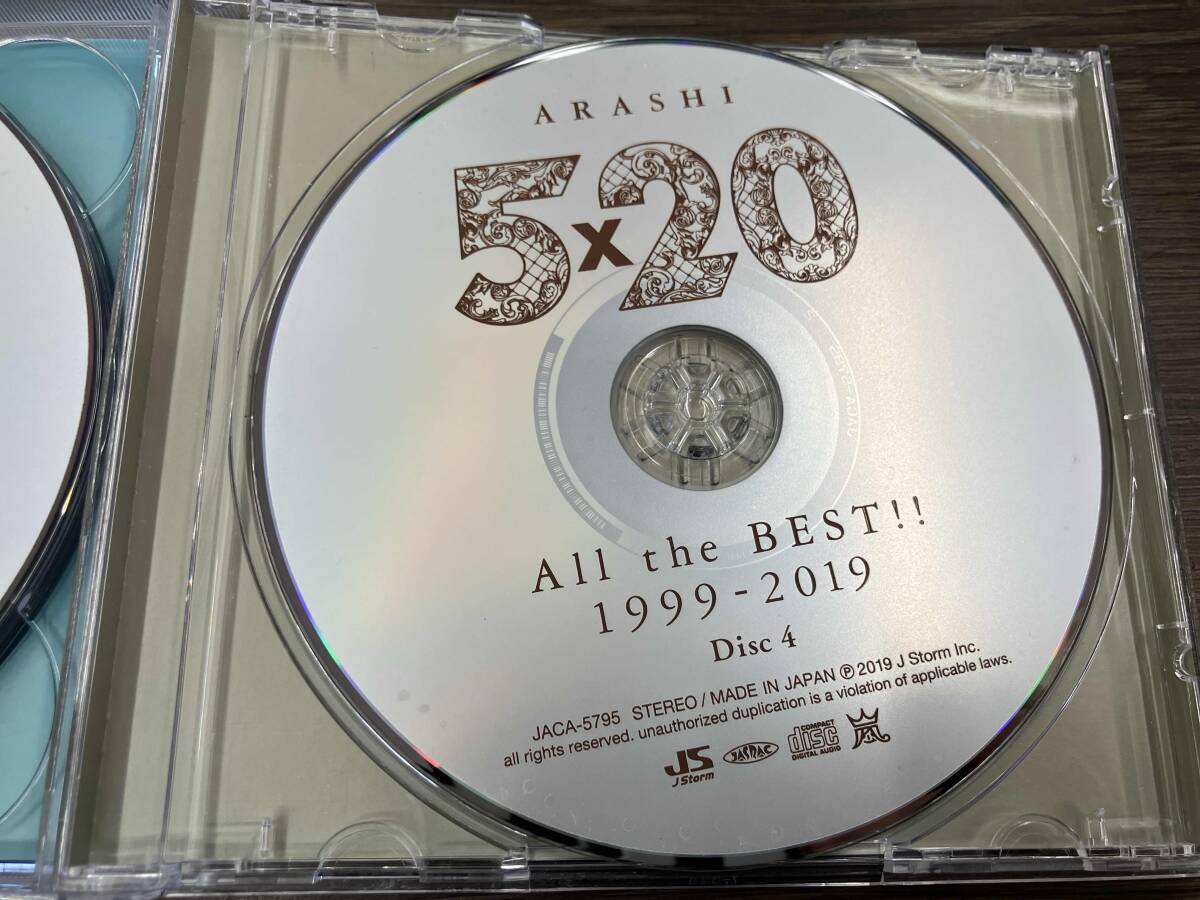 ARASHI
5x20
All the BEST!!
1999-2019
Disc 4
JACA-5795 STEREO / MADE IN JAPAN ℗ 2019 J Storm Inc.
all rights reserved. unauthorized duplication is a violation of applicable laws.
JS
J Storm
JASRAC
COMPACT
disc
DIGITAL AUDIO
嵐